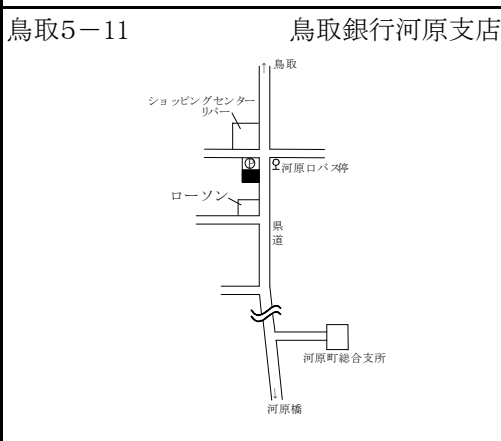 鳥取5－11 鳥取銀行河原支店
↑鳥取
ショッピングセンター
リバー
Ⓟ
河原口バス停
ローソン
県道
河原町総合支所
↓
河原橋